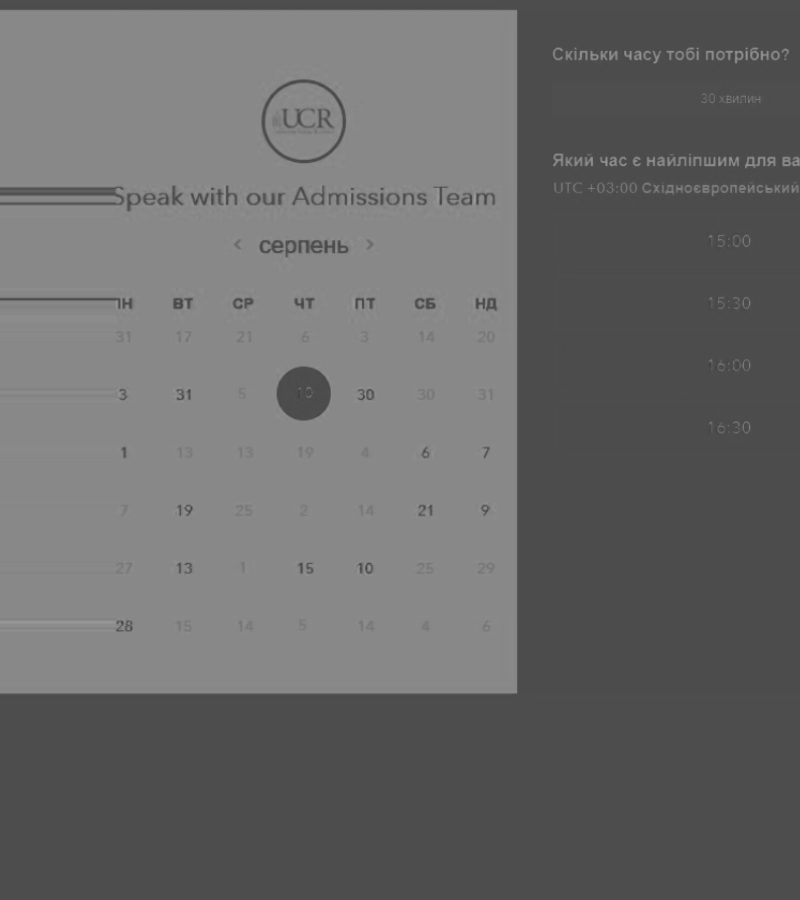 UCR
Speak with our Admissions Team
‹ серпень ›
ПН ВТ СР ЧТ ПТ СБ НД
31 17 21 6 3 14 20
3 31 5 10 30 30 31
1 13 13 19 4 6 7
7 19 25 2 14 21 9
27 13 1 15 10 25 29
28 15 14 5 14 4 6
Скільки часу тобі потрібно?
30 хвилин
Який час є найліпшим для ва
UTC +03:00 Східноєвропейський
15:00
15:30
16:00
16:30